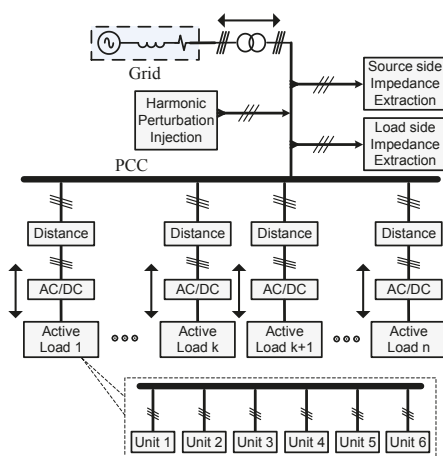 Grid
Source side
Impedance
Extraction
Harmonic
Perturbation
Injection
Load side
Impedance
Extraction
PCC
Distance
Distance
Distance
Distance
AC/DC
AC/DC
AC/DC
AC/DC
Active
Load 1
Active
Load k
Active
Load k+1
Active
Load n
Unit 1
Unit 2
Unit 3
Unit 4
Unit 5
Unit 6